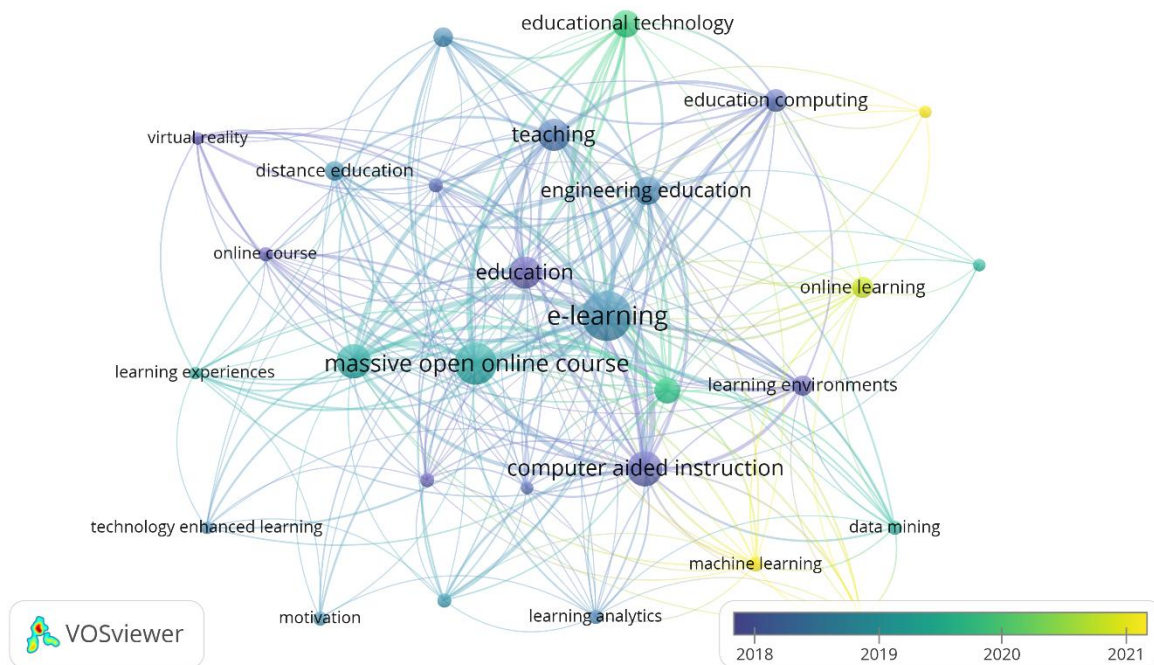 educational technology
education computing
teaching
virtual reality
distance education
engineering education
online course
education
online learning
e-learning
massive open online course
learning experiences
learning environments
computer aided instruction
technology enhanced learning
data mining
machine learning
motivation
learning analytics
VOSviewer
2018 2019 2020 2021